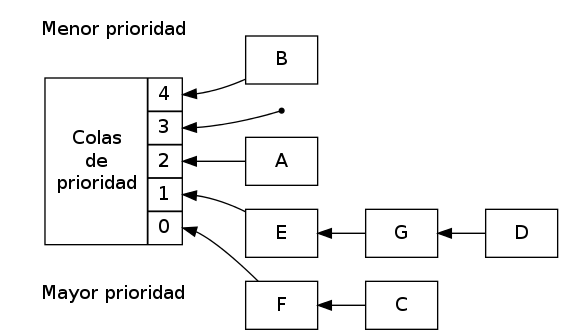 Menor prioridad
B
4
3
Colas
de
prioridad
2
A
1
E
G
D
0
Mayor prioridad
F
C